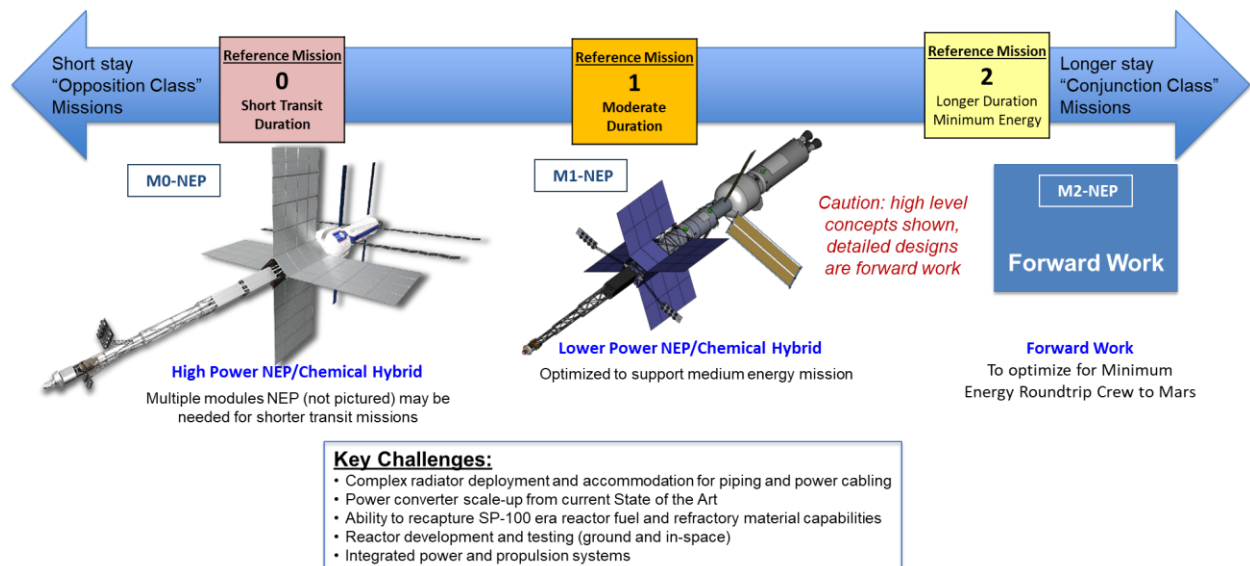 Short stay
“Opposition Class”
Missions
Reference Mission
0
Short Transit
Duration
Reference Mission
1
Moderate
Duration
Reference Mission
2
Longer Duration
Minimum Energy
Longer stay
“Conjunction Class”
Missions
M0-NEP
High Power NEP/Chemical Hybrid
Multiple modules NEP (not pictured) may be
needed for shorter transit missions
M1-NEP
Lower Power NEP/Chemical Hybrid
Optimized to support medium energy mission
Caution: high level
concepts shown,
detailed designs
are forward work
M2-NEP
Forward Work
Forward Work
To optimize for Minimum
Energy Roundtrip Crew to Mars
Key Challenges:
• Complex radiator deployment and accommodation for piping and power cabling
• Power converter scale-up from current State of the Art
• Ability to recapture SP-100 era reactor fuel and refractory material capabilities
• Reactor development and testing (ground and in-space)
• Integrated power and propulsion systems